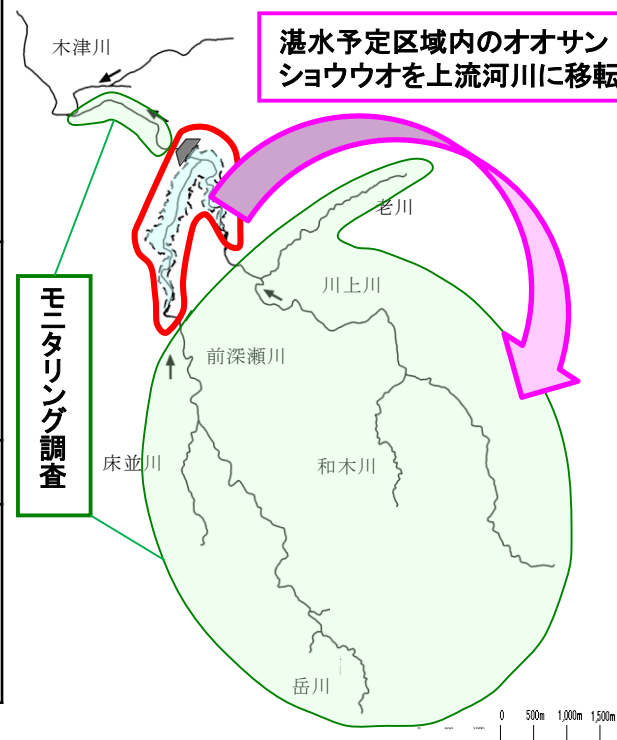 木津川
湛水予定区域内のオオサン
ショウウオを上流河川に移転
老川
川上川
モニタリング調査
前深瀬川
床並川
和木川
岳川
0 500m 1,000m 1,500m